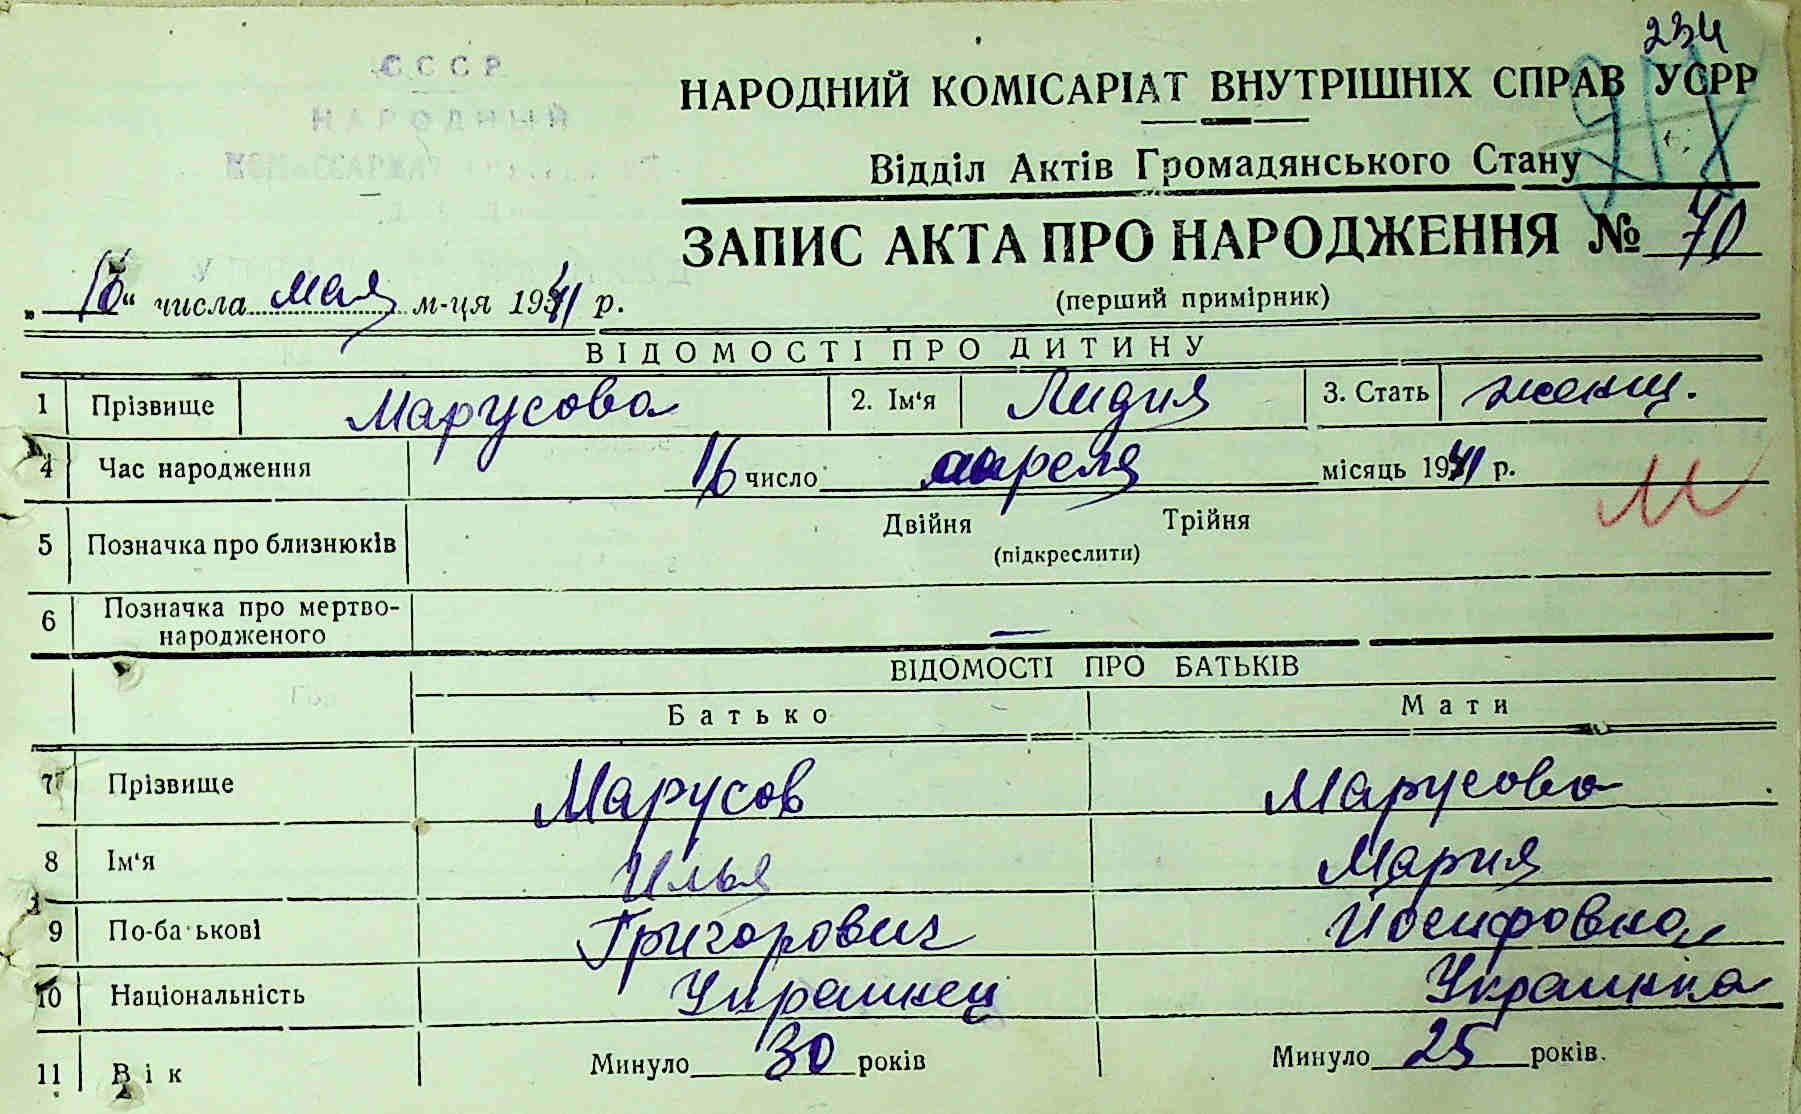 234
СССР
НАРОДНЫЙ
НАРОДНИЙ КОМІСАРІАТ ВНУТРІШНІХ СПРАВ УСРР
Відділ Актів Громадянського Стану
ЗАПИС АКТА ПРО НАРОДЖЕННЯ № 70
„16“ числа мая м-ця 1941 р. (перший примірник)
ВІДОМОСТІ ПРО ДИТИНУ
1 Прізвище Марусова 2. Ім‘я Лидия 3. Стать женщ.
4 Час народження 16 число апреля місяць 1941 р.
5 Позначка про близнюків Двійня Трійня
(підкреслити)
6 Позначка про мертво-
народженого —
ВІДОМОСТІ ПРО БАТЬКІВ
Батько Мати
7 Прізвище Марусов Марусова
8 Ім‘я Илья Мария
9 По-батькові Григорович Иосифовна
10 Національність Украинец Украинка
11 Вік Минуло 30 років Минуло 25 років.